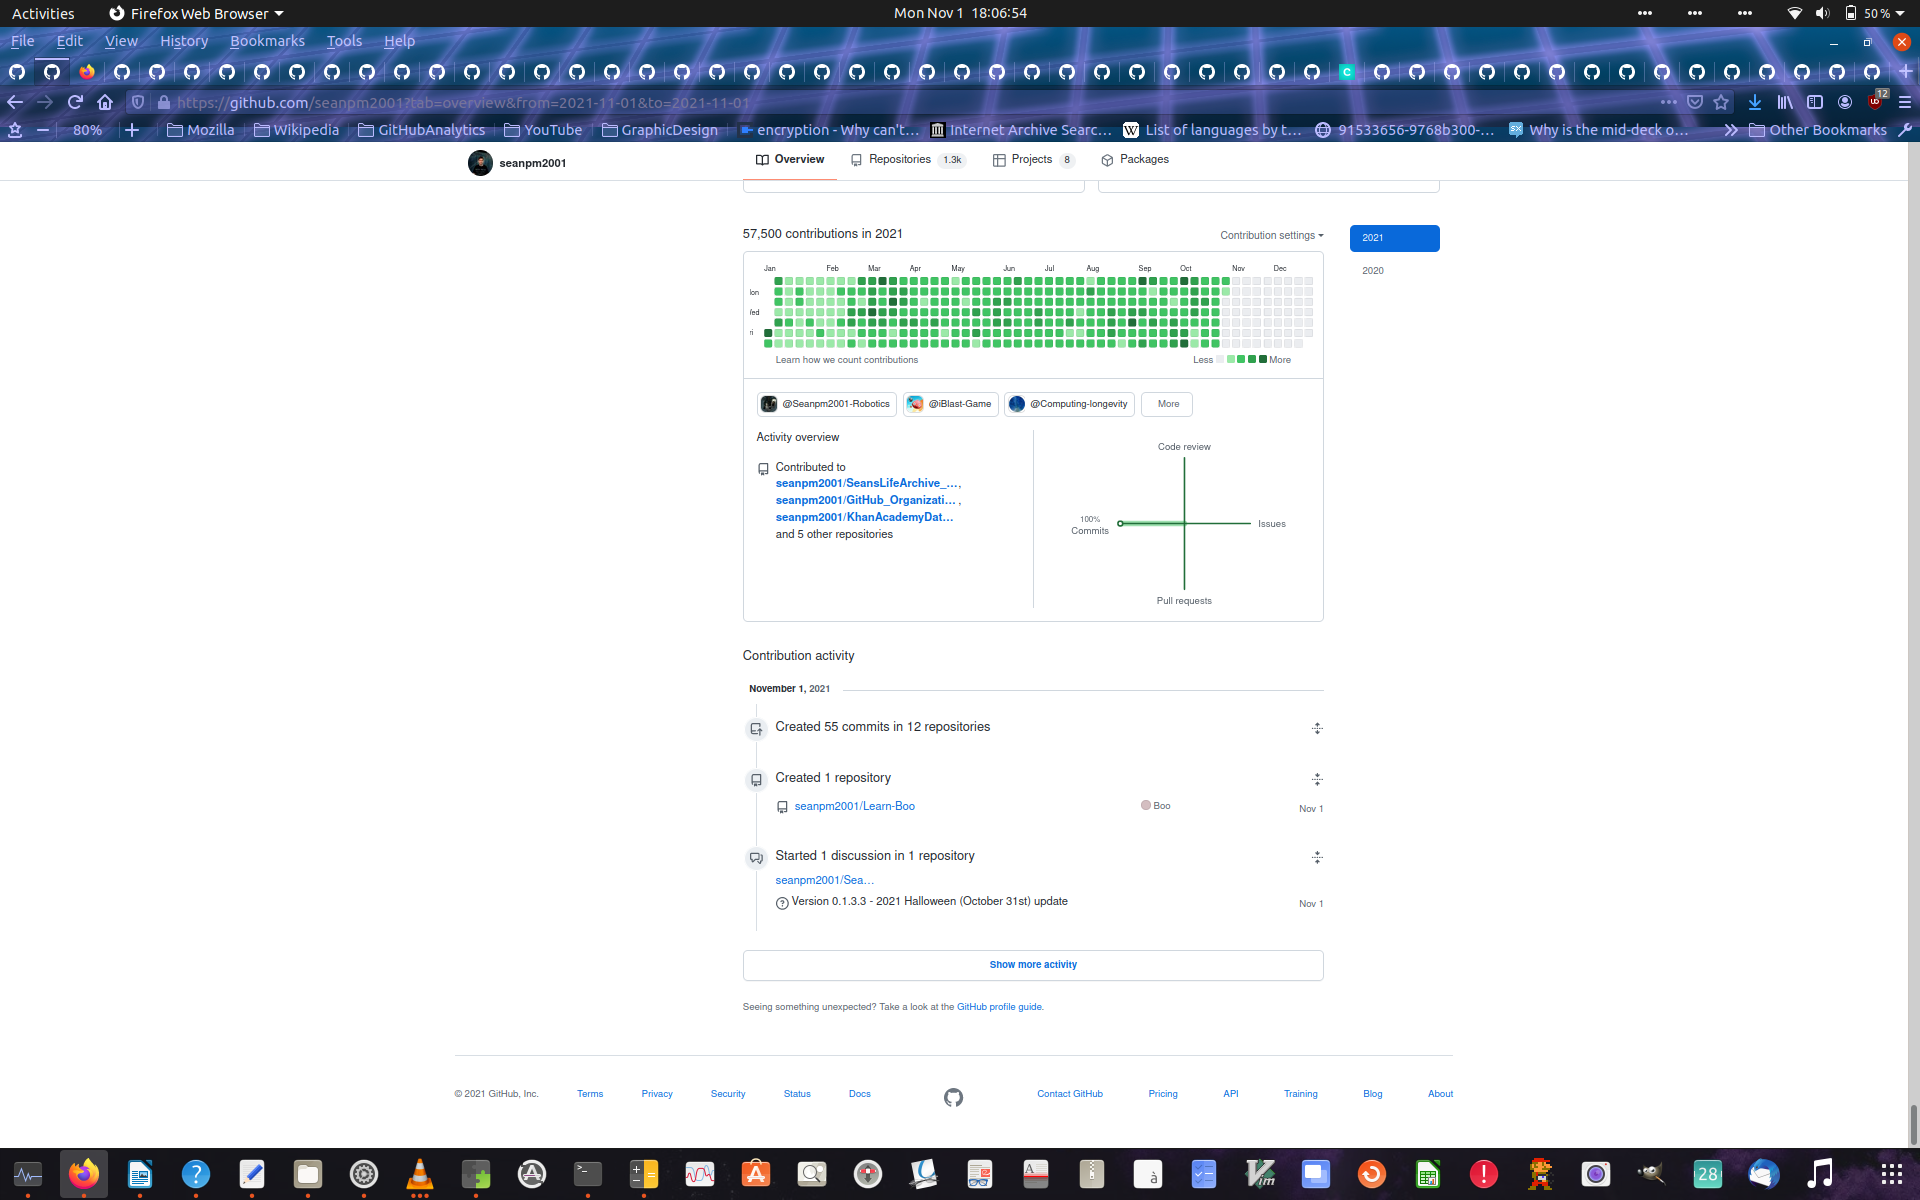 Activities
Firefox Web Browser
Mon Nov 1 18:06:54
50 %
File Edit View History Bookmarks Tools Help
https://github.com/seanpm2001?tab=overview&from=2021-11-01&to=2021-11-01
12
80%
Mozilla
Wikipedia
GitHubAnalytics
YouTube
GraphicDesign
encryption - Why can't…
Internet Archive Searc…
List of languages by t…
91533656-9768b300-…
Why is the mid-deck o…
Other Bookmarks
seanpm2001
Overview
Repositories 1.3k
Projects 8
Packages
57,500 contributions in 2021
Contribution settings
2021
2020
Jan Feb Mar Apr May Jun Jul Aug Sep Oct Nov Dec
Learn how we count contributions
Less More
@Seanpm2001-Robotics
@iBlast-Game
@Computing-longevity
More
Activity overview
Contributed to
seanpm2001/SeansLifeArchive_…,
seanpm2001/GitHub_Organizati… ,
seanpm2001/KhanAcademyDat…
and 5 other repositories
Code review
100%
Commits
Issues
Pull requests
Contribution activity
November 1, 2021
Created 55 commits in 12 repositories
Created 1 repository
seanpm2001/Learn-Boo
Boo
Nov 1
Started 1 discussion in 1 repository
seanpm2001/Sea…
Version 0.1.3.3 - 2021 Halloween (October 31st) update
Nov 1
Show more activity
Seeing something unexpected? Take a look at the GitHub profile guide.
© 2021 GitHub, Inc.
Terms
Privacy
Security
Status
Docs
Contact GitHub
Pricing
API
Training
Blog
About
28